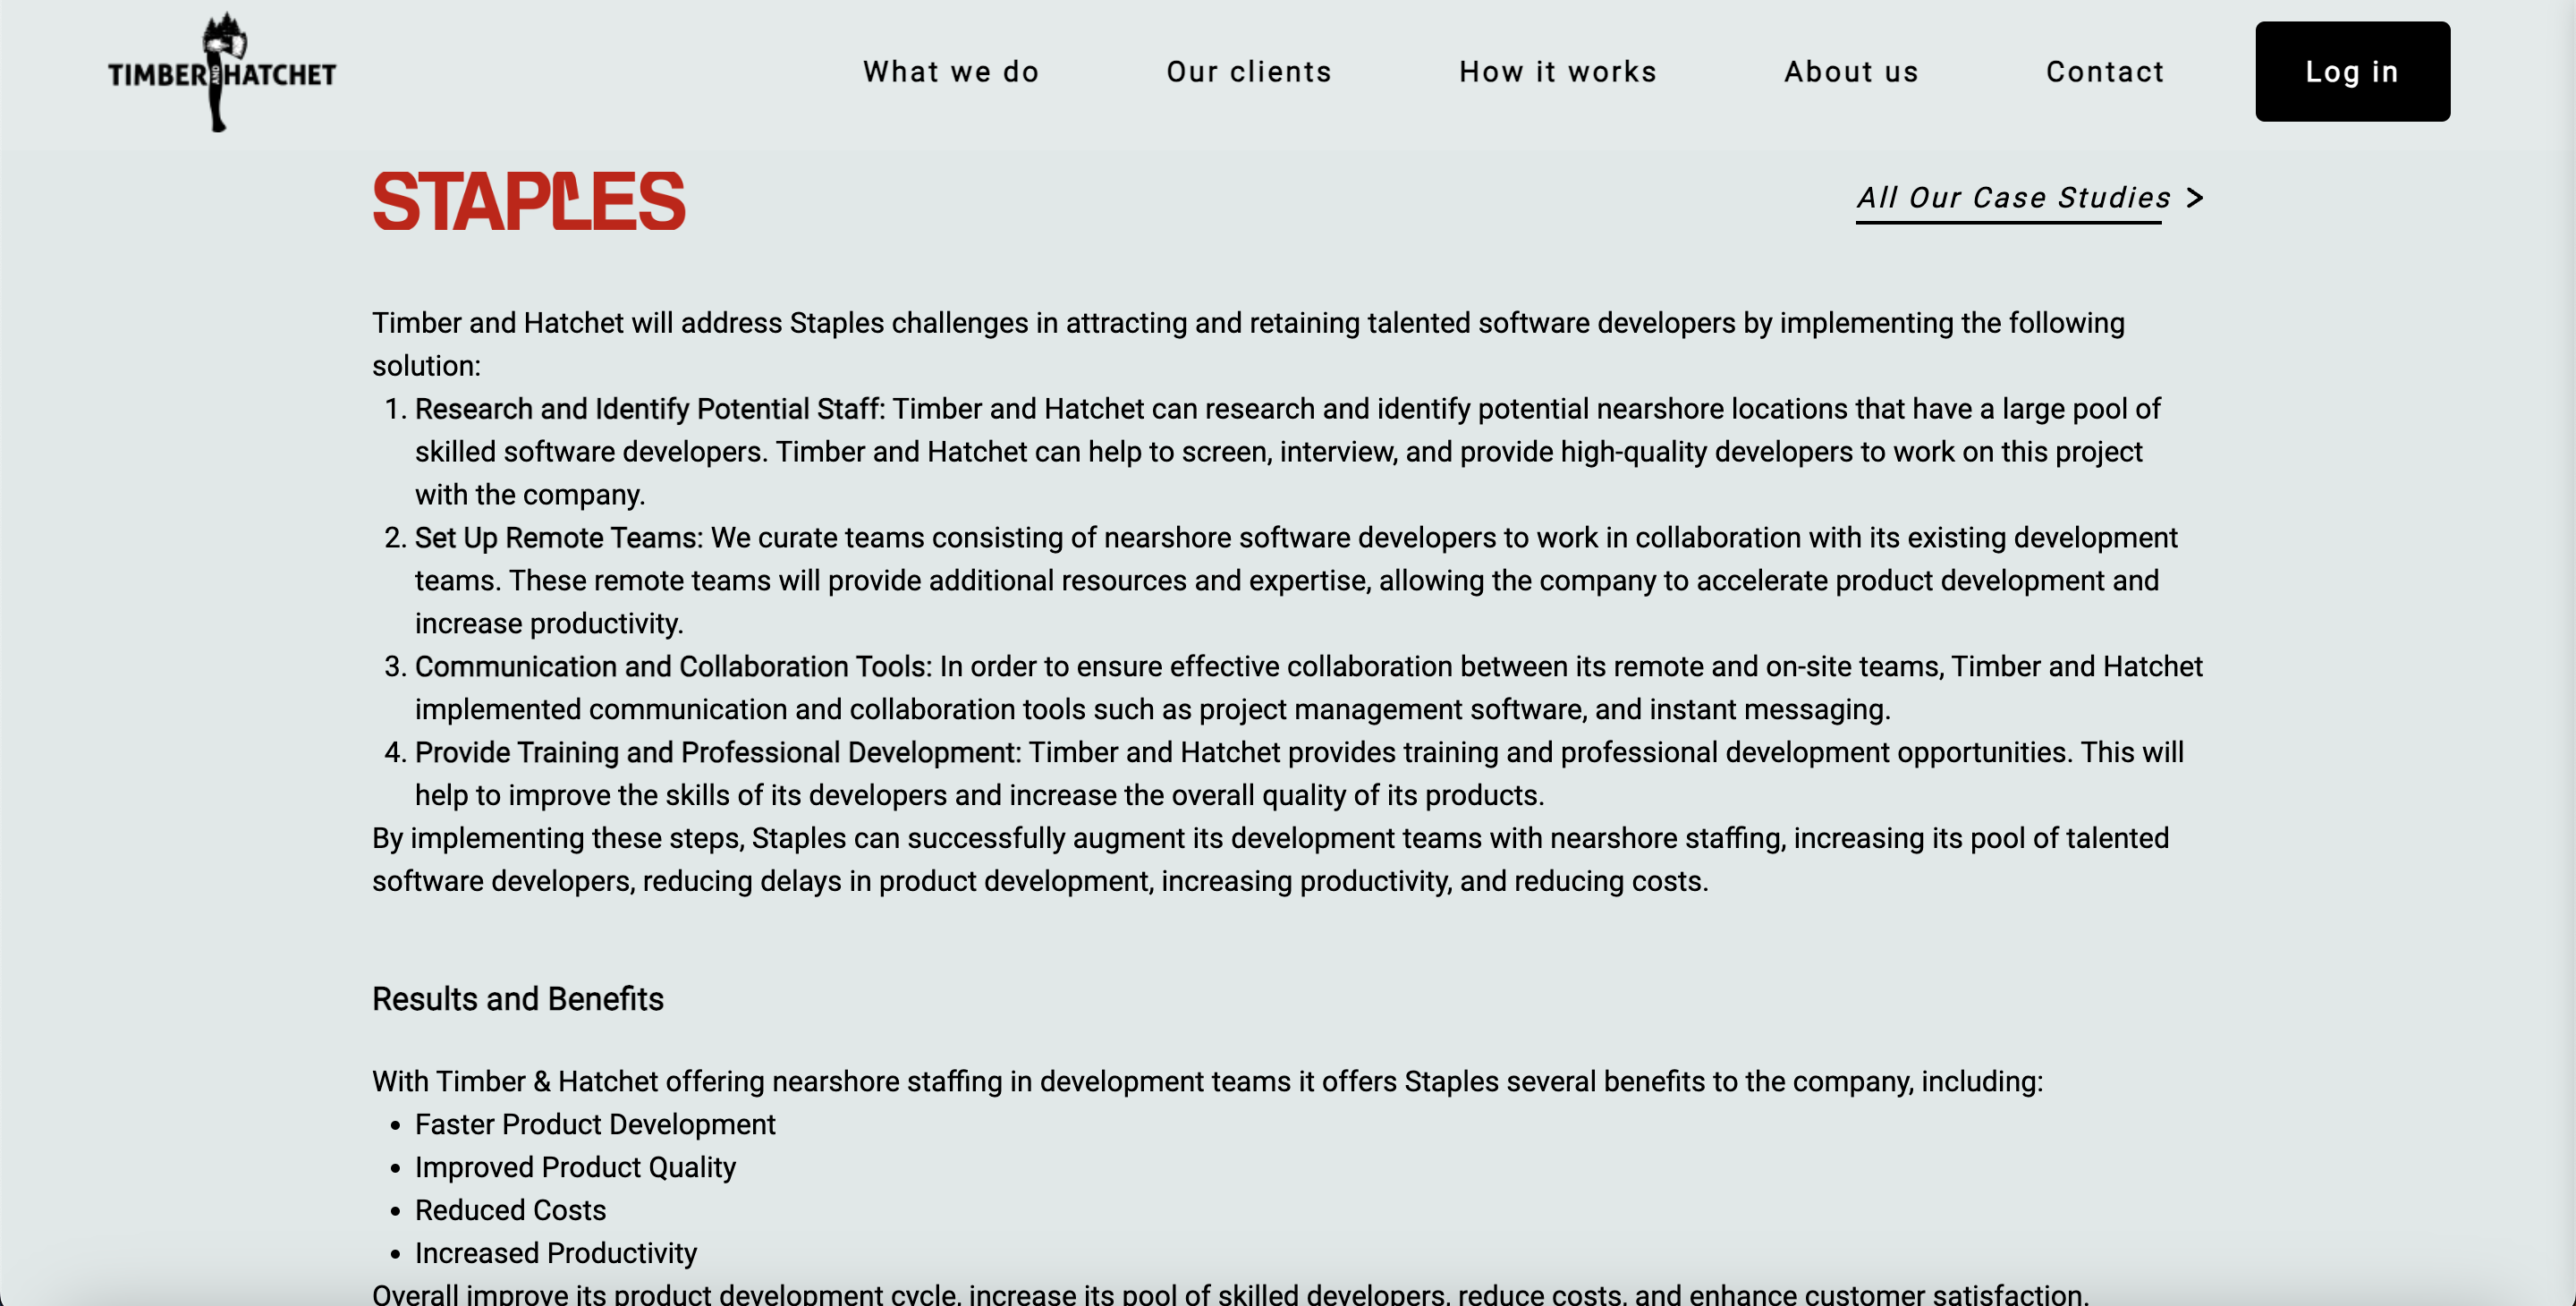 TIMBER AND HATCHET
What we do
Our clients
How it works
About us
Contact
Log in
STAPLES
All Our Case Studies >
Timber and Hatchet will address Staples challenges in attracting and retaining talented software developers by implementing the following
solution:
1. Research and Identify Potential Staff: Timber and Hatchet can research and identify potential nearshore locations that have a large pool of
skilled software developers. Timber and Hatchet can help to screen, interview, and provide high-quality developers to work on this project
with the company.
2. Set Up Remote Teams: We curate teams consisting of nearshore software developers to work in collaboration with its existing development
teams. These remote teams will provide additional resources and expertise, allowing the company to accelerate product development and
increase productivity.
3. Communication and Collaboration Tools: In order to ensure effective collaboration between its remote and on-site teams, Timber and Hatchet
implemented communication and collaboration tools such as project management software, and instant messaging.
4. Provide Training and Professional Development: Timber and Hatchet provides training and professional development opportunities. This will
help to improve the skills of its developers and increase the overall quality of its products.
By implementing these steps, Staples can successfully augment its development teams with nearshore staffing, increasing its pool of talented
software developers, reducing delays in product development, increasing productivity, and reducing costs.
Results and Benefits
With Timber & Hatchet offering nearshore staffing in development teams it offers Staples several benefits to the company, including:
• Faster Product Development
• Improved Product Quality
• Reduced Costs
• Increased Productivity
Overall improve its product development cycle, increase its pool of skilled developers, reduce costs, and enhance customer satisfaction.